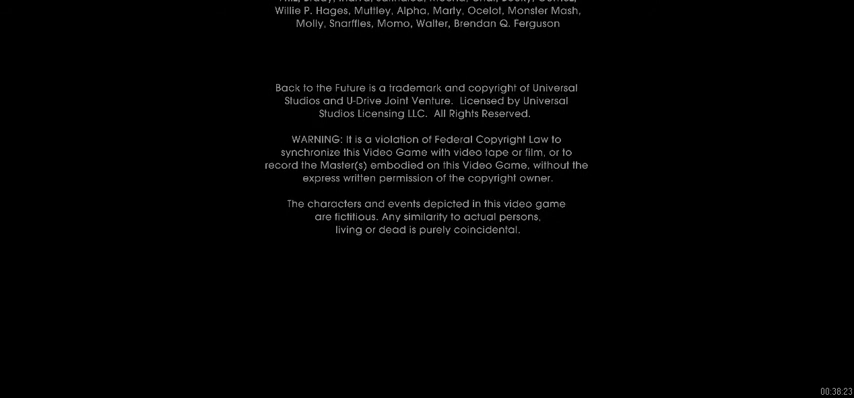 Willie P. Hages, Muttley, Alpha, Marty, Ocelot, Monster Mash,
Molly, Snarffles, Momo, Walter, Brendan Q. Ferguson
Back to the Future is a trademark and copyright of Universal
Studios and U-Drive Joint Venture. Licensed by Universal
Studios Licensing LLC. All Rights Reserved.
WARNING: It is a violation of Federal Copyright Law to
synchronize this Video Game with video tape or film, or to
record the Master(s) embodied on this Video Game, without the
express written permission of the copyright owner.
The characters and events depicted in this video game
are fictitious. Any similarity to actual persons,
living or dead is purely coincidental.
00:38:23